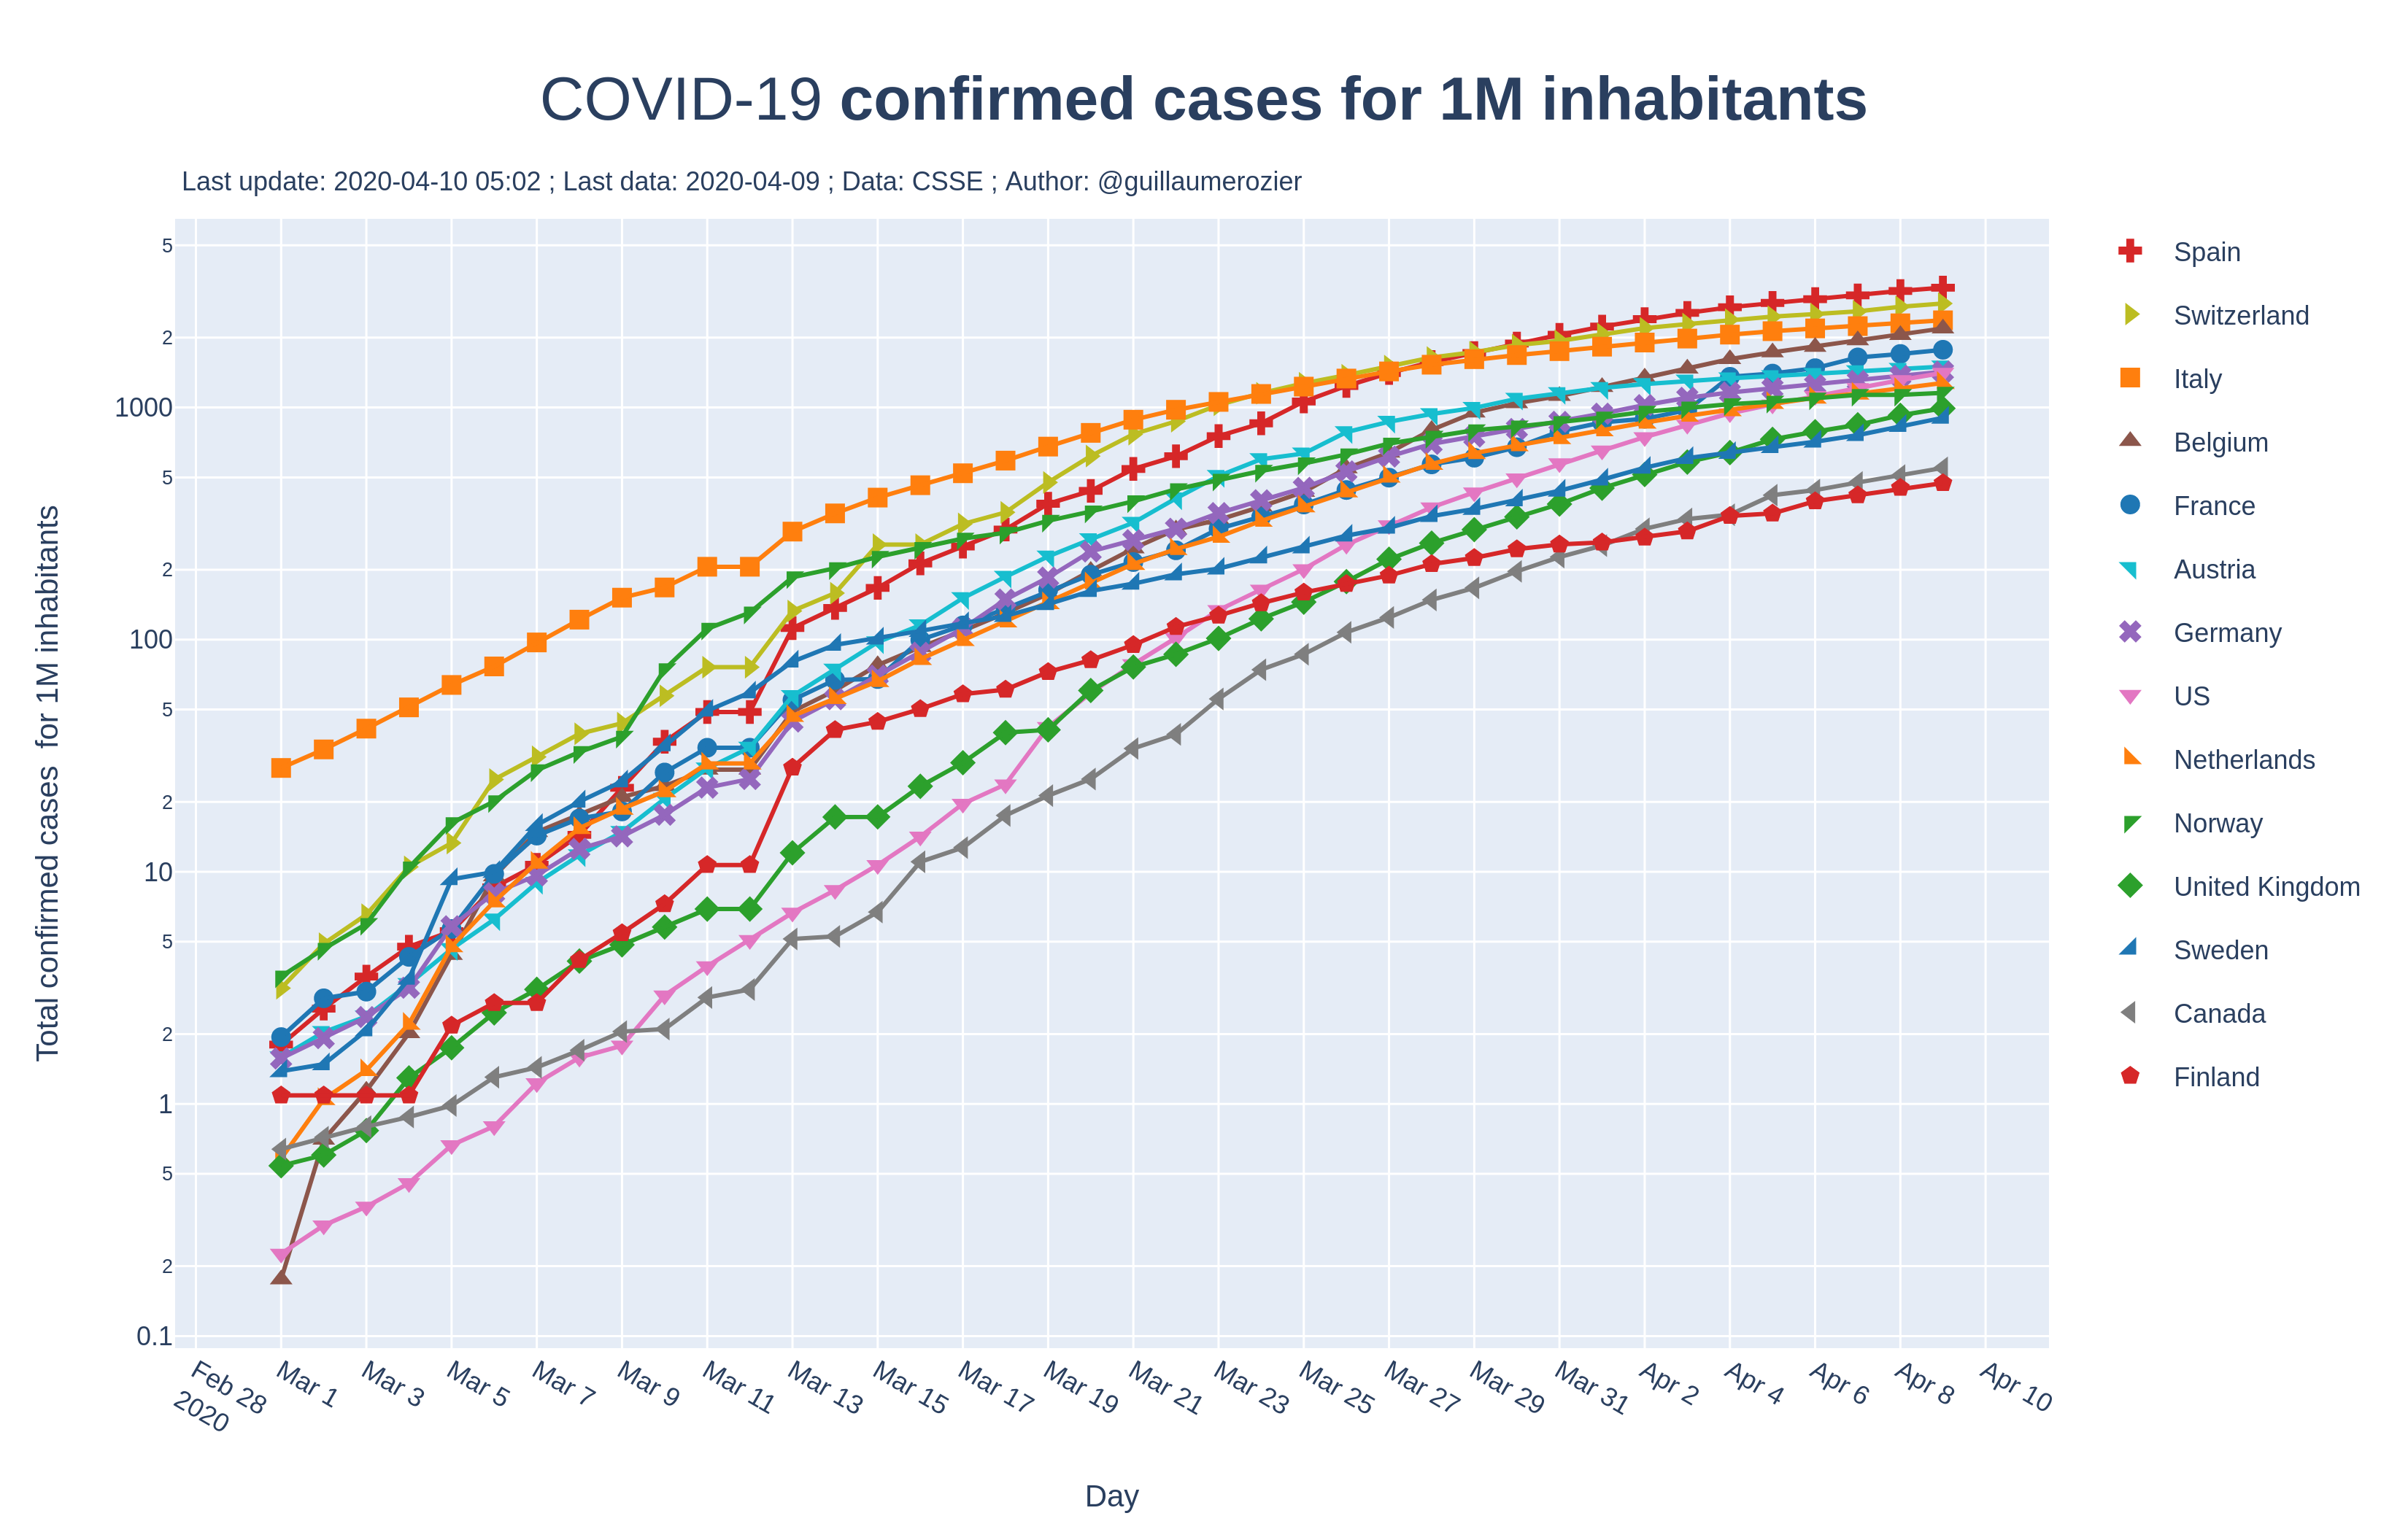 COVID-19 confirmed cases for 1M inhabitants
Last update: 2020-04-10 05:02 ; Last data: 2020-04-09 ; Data: CSSE ; Author: @guillaumerozier
Total confirmed cases  for 1M inhabitants
5
2
1000
5
2
100
5
2
10
5
2
1
5
2
0.1
Feb 28
2020
Mar 1
Mar 3
Mar 5
Mar 7
Mar 9
Mar 11
Mar 13
Mar 15
Mar 17
Mar 19
Mar 21
Mar 23
Mar 25
Mar 27
Mar 29
Mar 31
Apr 2
Apr 4
Apr 6
Apr 8
Apr 10
Day
Spain
Switzerland
Italy
Belgium
France
Austria
Germany
US
Netherlands
Norway
United Kingdom
Sweden
Canada
Finland